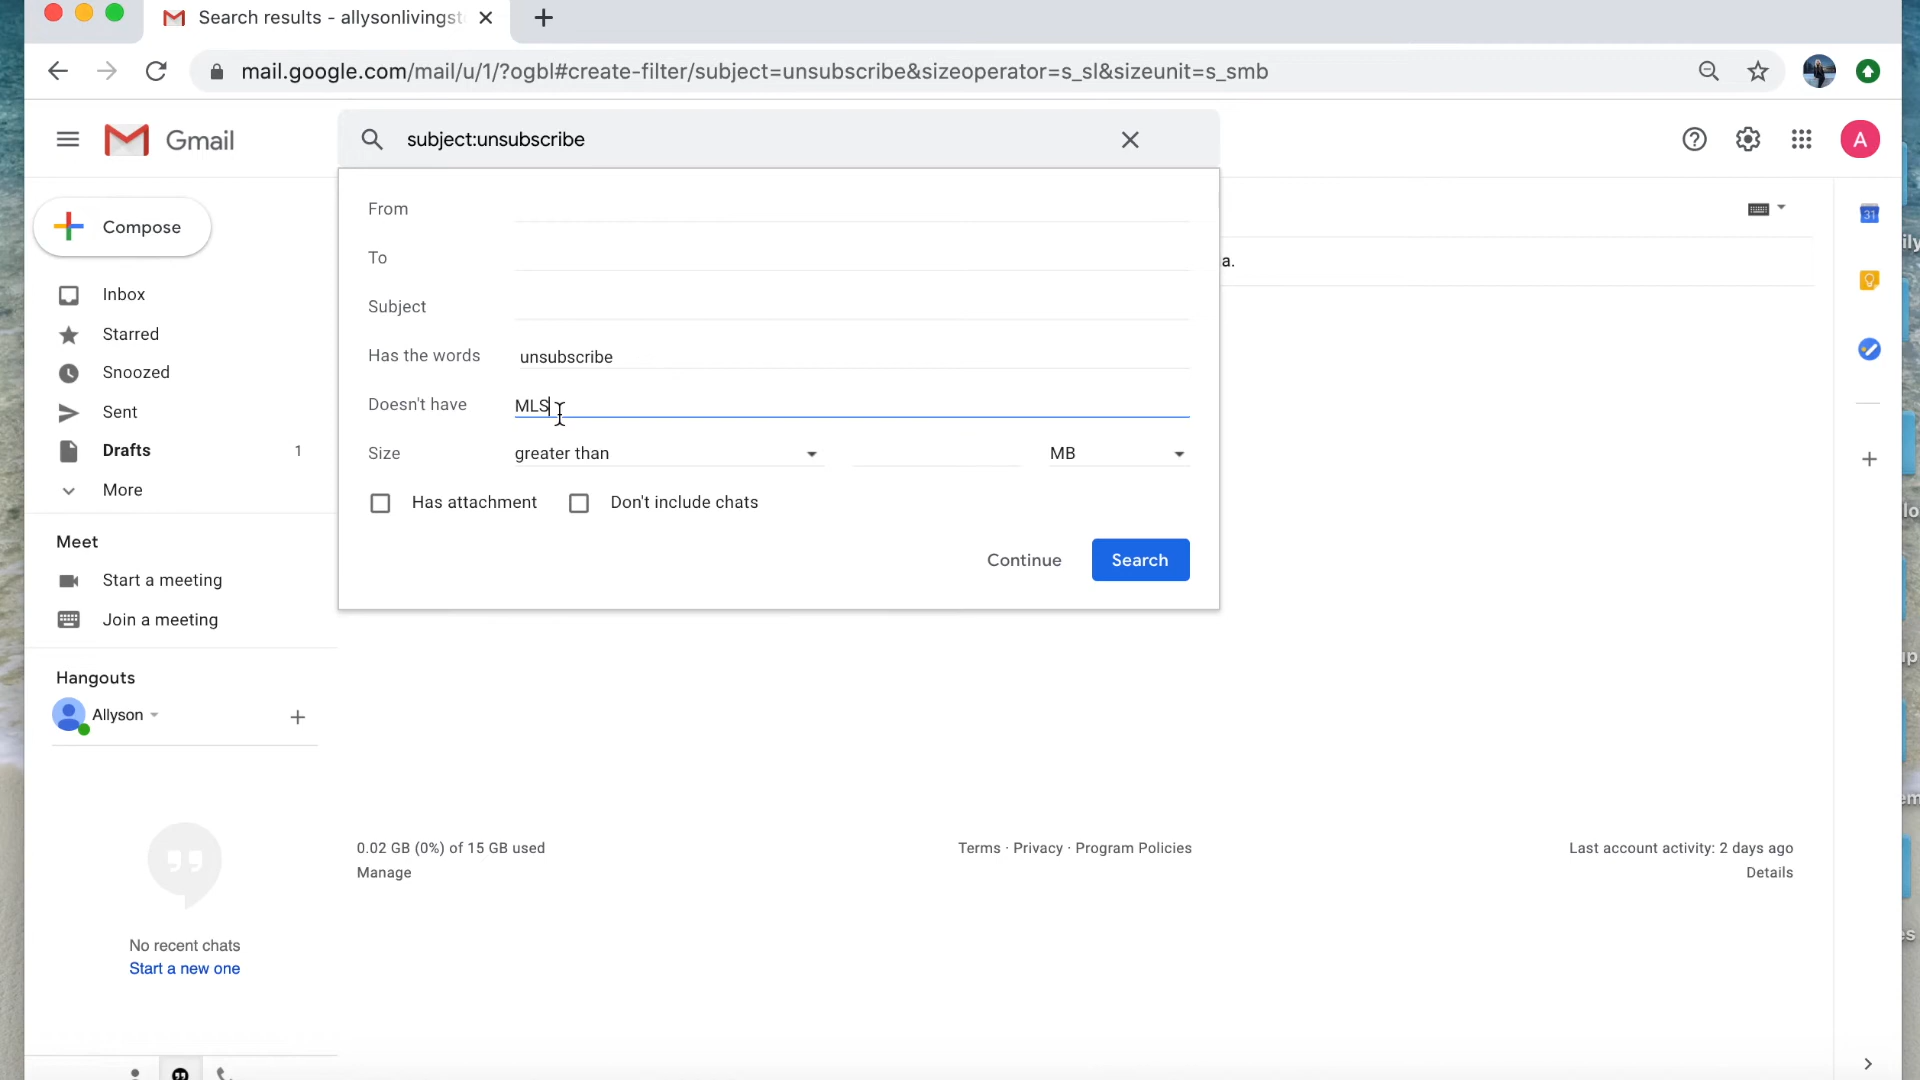 Search results - allysonlivingst
mail.google.com/mail/u/1/?ogbl#create-filter/subject=unsubscribe&sizeoperator=s_sl&sizeunit=s_smb
Gmail
subject:unsubscribe
A
Compose
Inbox
Starred
Snoozed
Sent
Drafts 1
More
Meet
Start a meeting
Join a meeting
Hangouts
Allyson
No recent chats
Start a new one
From
To
Subject
Has the words unsubscribe
Doesn't have MLS
Size greater than MB
Has attachment Don't include chats
Continue Search
a.
31
0.02 GB (0%) of 15 GB used
Manage
Terms · Privacy · Program Policies
Last account activity: 2 days ago
Details